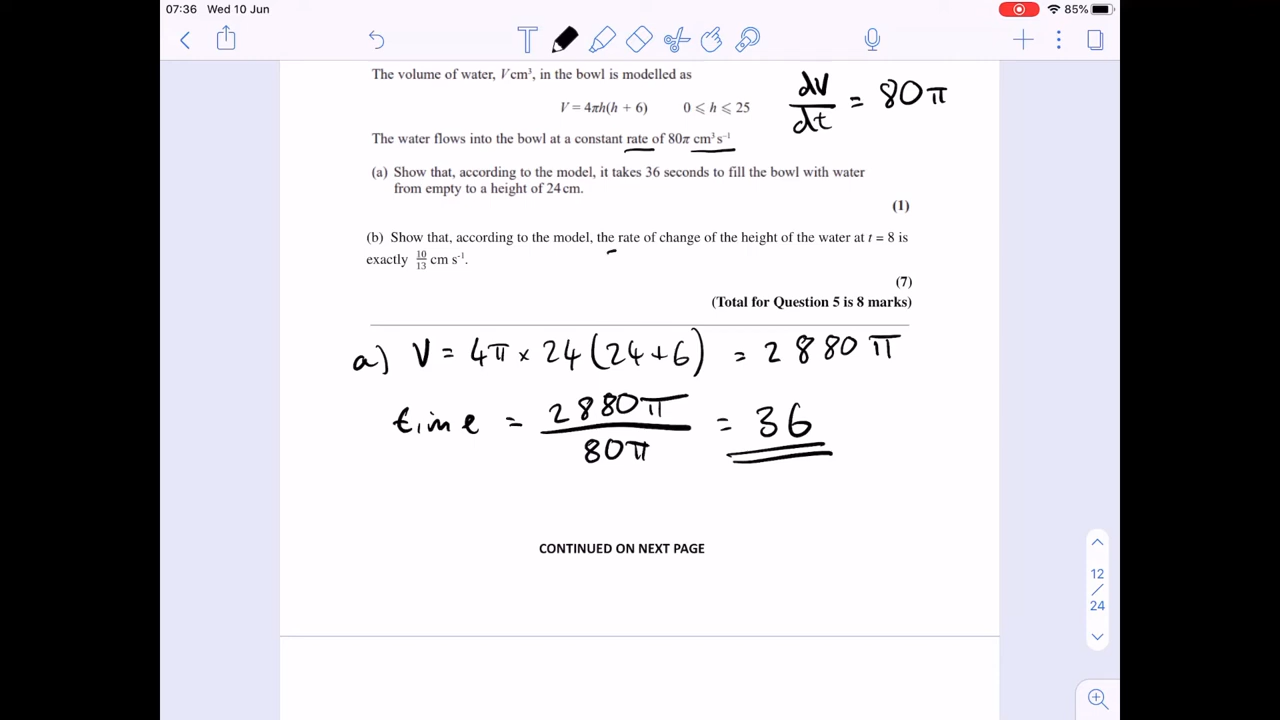 07:36 Wed 10 Jun 85%
The volume of water, V cm³, in the bowl is modelled as
V = 4πh(h + 6) 0 ⩽ h ⩽ 25
dV/dt = 80π
The water flows into the bowl at a constant rate of 80π cm³ s⁻¹
(a) Show that, according to the model, it takes 36 seconds to fill the bowl with water
from empty to a height of 24 cm.
(1)
(b) Show that, according to the model, the rate of change of the height of the water at t = 8 is
exactly 10/13 cm s⁻¹.
(7)
(Total for Question 5 is 8 marks)
a) V = 4π × 24(24+6) = 2880π
time = 2880π/80π = 36
CONTINUED ON NEXT PAGE
12
/
24